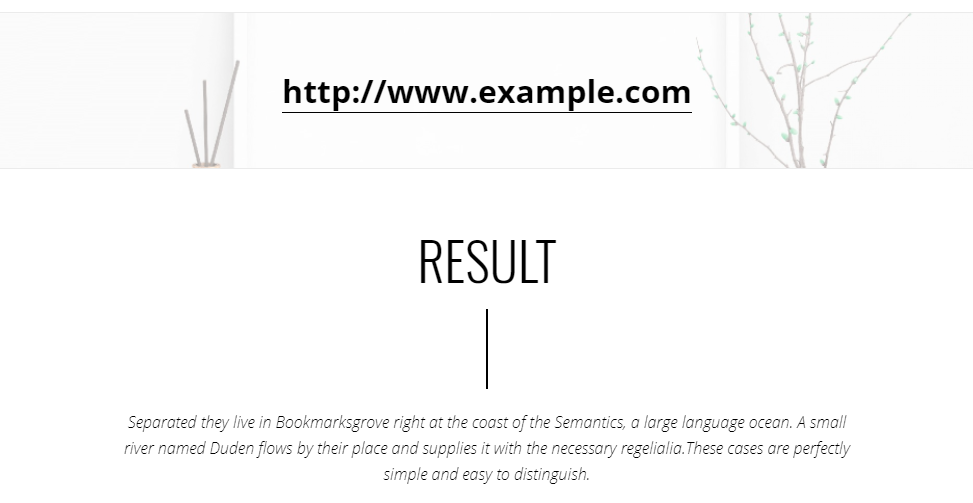 http://www.example.com
RESULT
Separated they live in Bookmarksgrove right at the coast of the Semantics, a large language ocean. A small
river named Duden flows by their place and supplies it with the necessary regelialia.These cases are perfectly
simple and easy to distinguish.